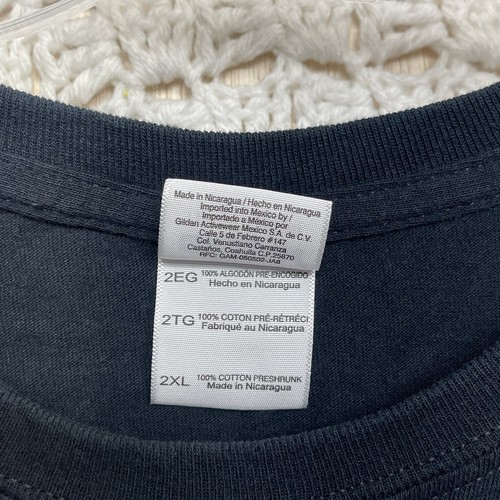 Made in Nicaragua / Hecho en Nicaragua
Imported into Mexico by /
Importado a México por
Gildan Activewear Mexico S.A. de C.V.
Calle 5 de Febrero #147
Col. Venustiano Carranza
Castaños, Coahuila C.P.25870
RFC: GAM-050502-JA8
2EG 100% ALGODÓN PRE-ENCOGIDO
Hecho en Nicaragua
2TG 100% COTON PRÉ-RÉTRÉCI
Fabriqué au Nicaragua
2XL 100% COTTON PRESHRUNK
Made in Nicaragua